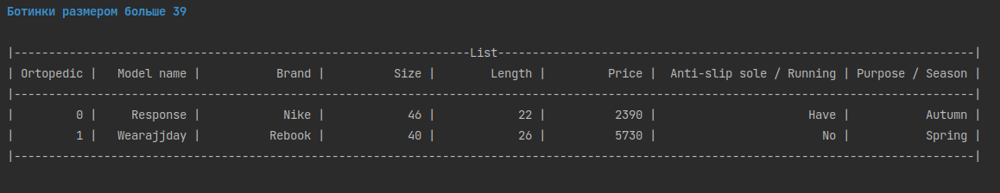 Ботинки размером больше 39
|------------------------------------------------------------------List---------------------------------------------------------------------|
| Ortopedic |   Model name |           Brand |          Size |         Length |         Price |  Anti-slip sole / Running | Purpose / Season |
|-------------------------------------------------------------------------------------------------------------------------------------------|
|         0 |     Response |            Nike |            46 |             22 |          2390 |                      Have |           Autumn |
|         1 |   Wearajjday |          Rebook |            40 |             26 |          5730 |                        No |           Spring |
|-------------------------------------------------------------------------------------------------------------------------------------------|